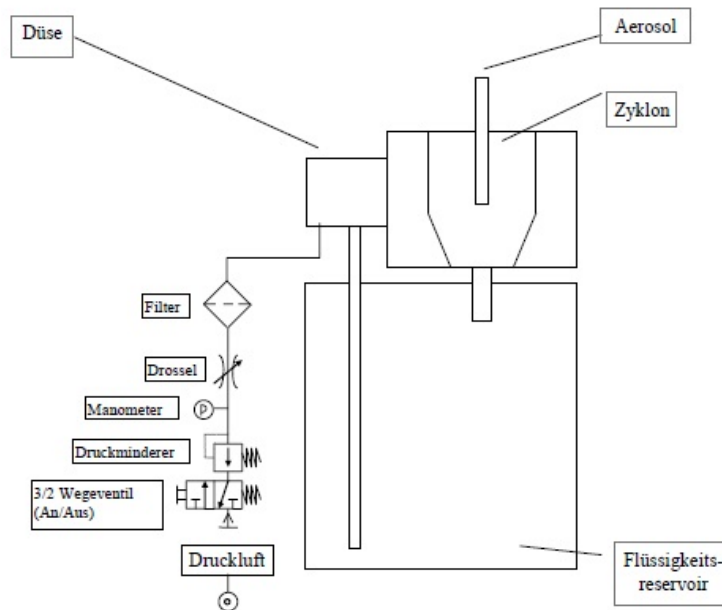 Aerosol
Düse
Zyklon
Filter
Drossel
Manometer
P
Druckminderer
3/2 Wegeventil
(An/Aus)
Druckluft
Flüssigkeits-
reservoir